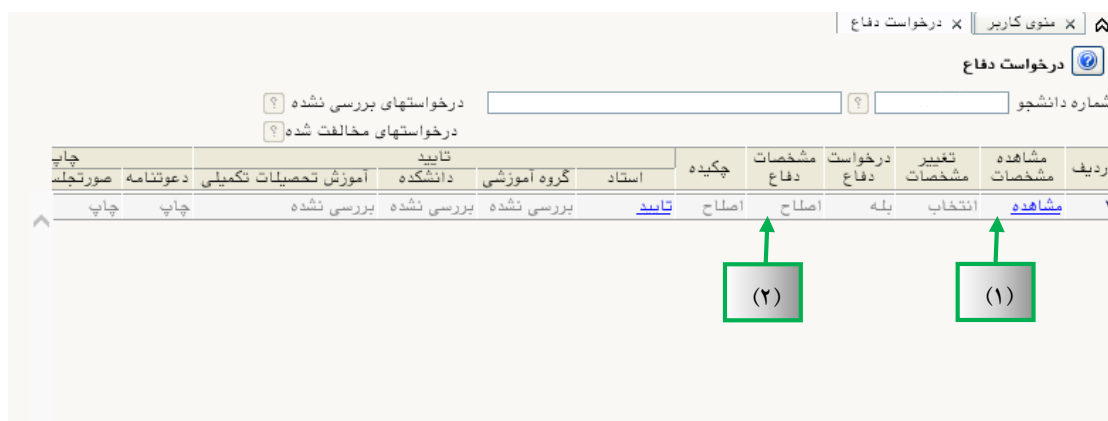 منوی کاربر x درخواست دفاع x
درخواست دفاع
شماره دانشجو ? درخواستهای بررسی نشده ?
درخواستهای مخالفت شده ?
ردیف مشاهده مشخصات تغییر مشخصات درخواست دفاع مشخصات دفاع چکیده تایید چاپ
استاد گروه آموزشی دانشکده آموزش تحصیلات تکمیلی دعوتنامه صورتجلس
۱ مشاهده انتخاب بله اصلاح اصلاح تایید بررسی نشده بررسی نشده بررسی نشده چاپ چاپ
(۱) (۲)